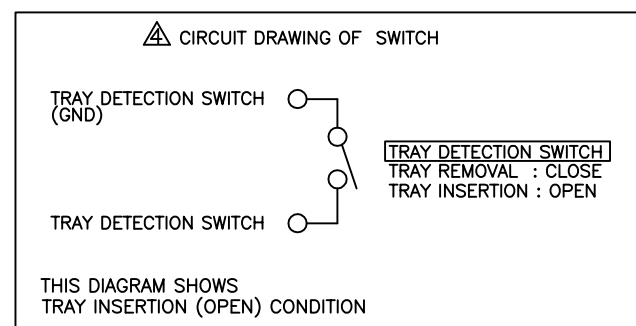 4 CIRCUIT DRAWING OF SWITCH
TRAY DETECTION SWITCH
(GND)
TRAY DETECTION SWITCH
TRAY REMOVAL : CLOSE
TRAY INSERTION : OPEN
TRAY DETECTION SWITCH
THIS DIAGRAM SHOWS
TRAY INSERTION (OPEN) CONDITION